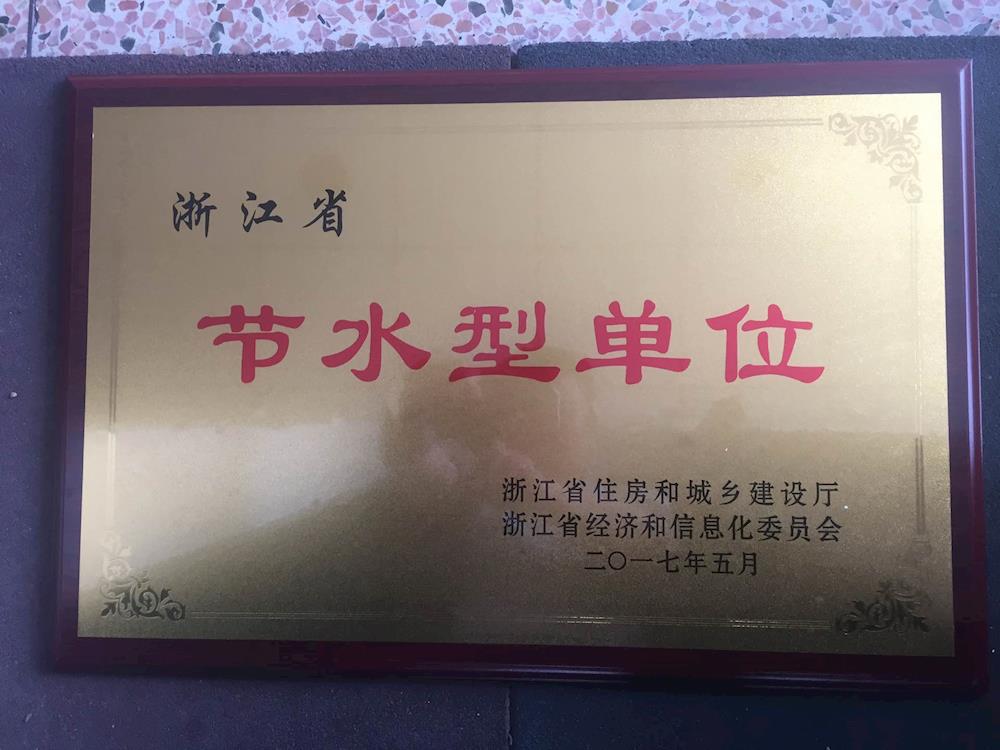 浙江省
节水型单位
浙江省住房和城乡建设厅
浙江省经济和信息化委员会
二〇一七年五月